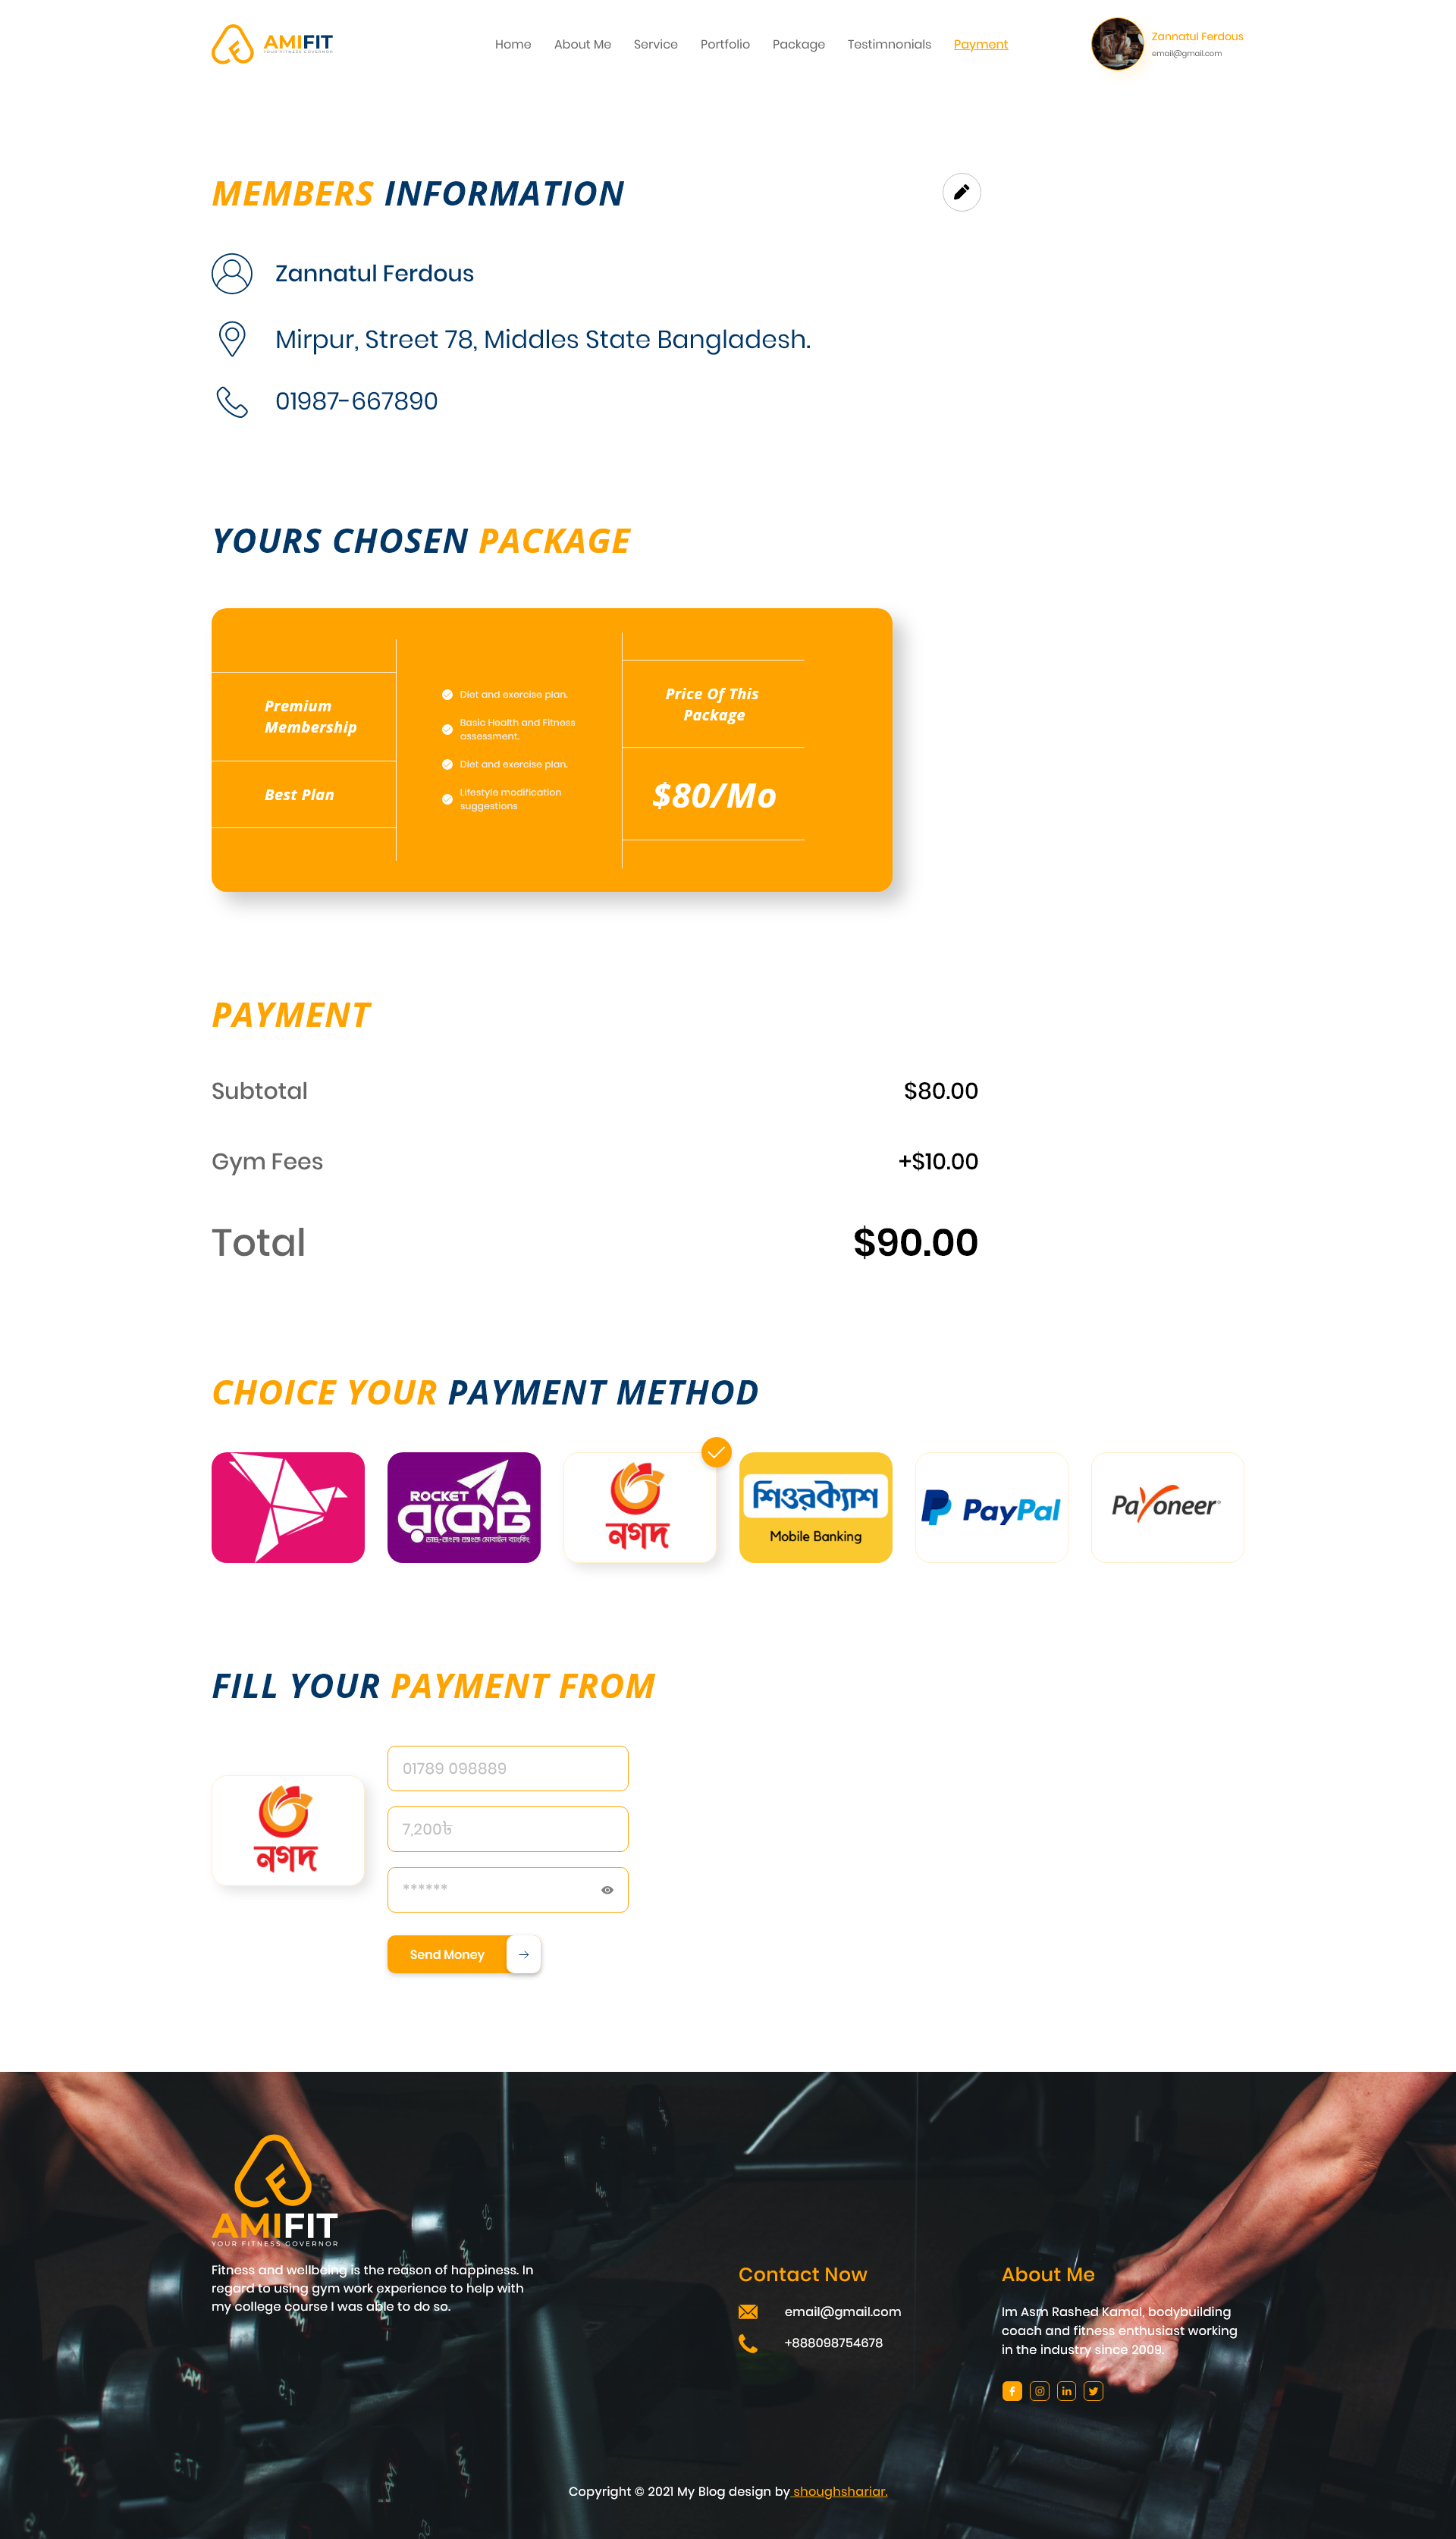 AMIFIT
YOUR FITNESS GOVERNOR
Home About Me Service Portfolio Package Testimnonials Payment
Zannatul Ferdous
email@gmail.com
MEMBERS INFORMATION
Zannatul Ferdous
Mirpur, Street 78, Middles State Bangladesh.
01987-667890
YOURS CHOSEN PACKAGE
Premium
Membership
Best Plan
Diet and exercise plan.
Basic Health and Fitness
assessment.
Diet and exercise plan.
Lifestyle modification
suggestions
Price Of This
Package
$80/Mo
PAYMENT
Subtotal $80.00
Gym Fees +$10.00
Total $90.00
CHOICE YOUR PAYMENT METHOD
ROCKET
রকেট
ডাচ্-বাংলা ব্যাংক মোবাইল ব্যাংকিং
নগদ
শিওরক্যাশ
Mobile Banking
PayPal
Payoneer
FILL YOUR PAYMENT FROM
নগদ
01789 098889
7,200৳
******
Send Money
AMIFIT
YOUR FITNESS GOVERNOR
Fitness and wellbeing is the reason of happiness. In
regard to using gym work experience to help with
my college course I was able to do so.
Contact Now
email@gmail.com
+888098754678
About Me
Im Asm Rashed Kamal, bodybuilding
coach and fitness enthusiast working
in the industry since 2009.
Copyright © 2021 My Blog design by shoughshariar.